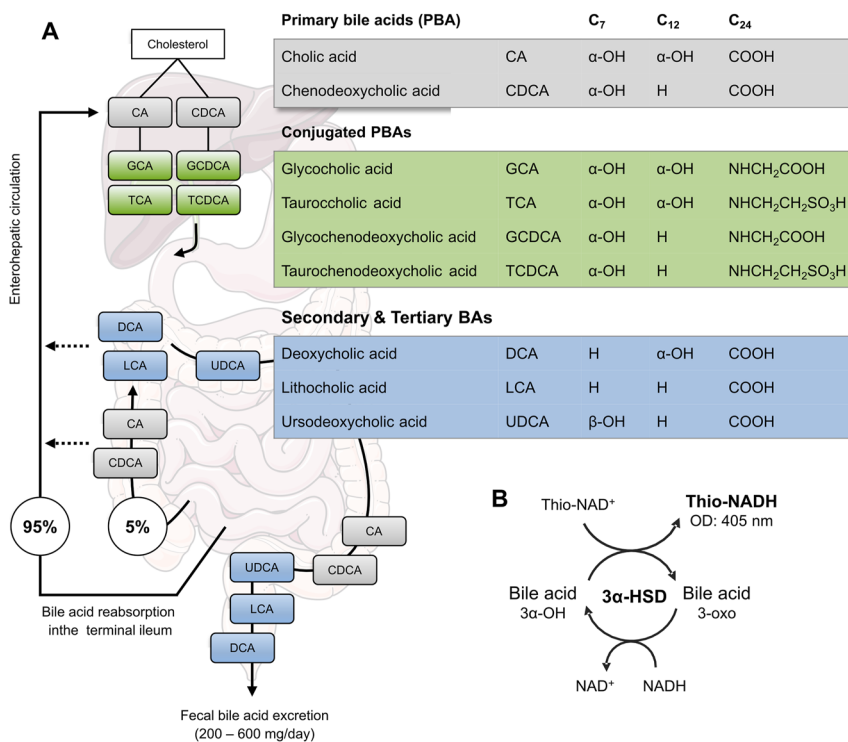 A
Cholesterol
CA
CDCA
GCA
GCDCA
TCA
TCDCA
Enterohepatic circulation
DCA
LCA
UDCA
CA
CDCA
95%
5%
CA
CDCA
UDCA
LCA
DCA
Bile acid reabsorption
inthe terminal ileum
Fecal bile acid excretion
(200 – 600 mg/day)
Primary bile acids (PBA) C₇ C₁₂ C₂₄
Cholic acid CA α-OH α-OH COOH
Chenodeoxycholic acid CDCA α-OH H COOH
Conjugated PBAs
Glycocholic acid GCA α-OH α-OH NHCH₂COOH
Tauroccholic acid TCA α-OH α-OH NHCH₂CH₂SO₃H
Glycochenodeoxycholic acid GCDCA α-OH H NHCH₂COOH
Taurochenodeoxycholic acid TCDCA α-OH H NHCH₂CH₂SO₃H
Secondary & Tertiary BAs
Deoxycholic acid DCA H α-OH COOH
Lithocholic acid LCA H H COOH
Ursodeoxycholic acid UDCA β-OH H COOH
B
Thio-NAD⁺
Thio-NADH
OD: 405 nm
Bile acid
3α-OH
3α-HSD
Bile acid
3-oxo
NAD⁺
NADH